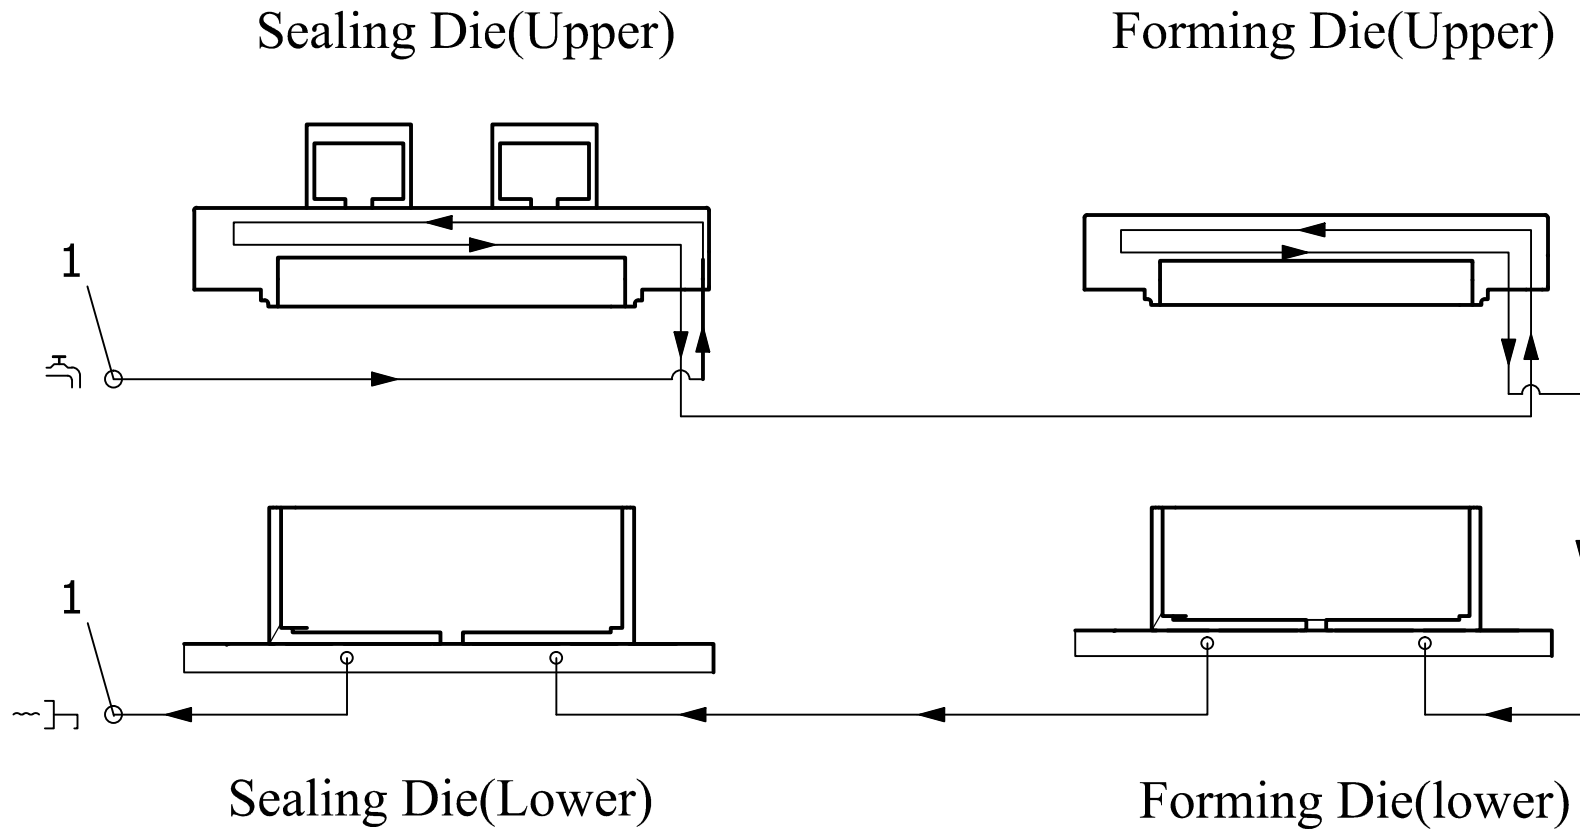 Sealing Die(Upper)
Forming Die(Upper)
1
1
Sealing Die(Lower)
Forming Die(lower)